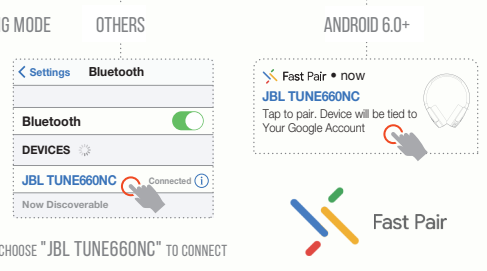 G MODE
OTHERS
ANDROID 6.0+
Settings Bluetooth
Bluetooth
DEVICES
JBL TUNE660NC Connected
Now Discoverable
CHOOSE "JBL TUNE660NC" TO CONNECT
Fast Pair • now
JBL TUNE660NC
Tap to pair. Device will be tied to
Your Google Account
Fast Pair